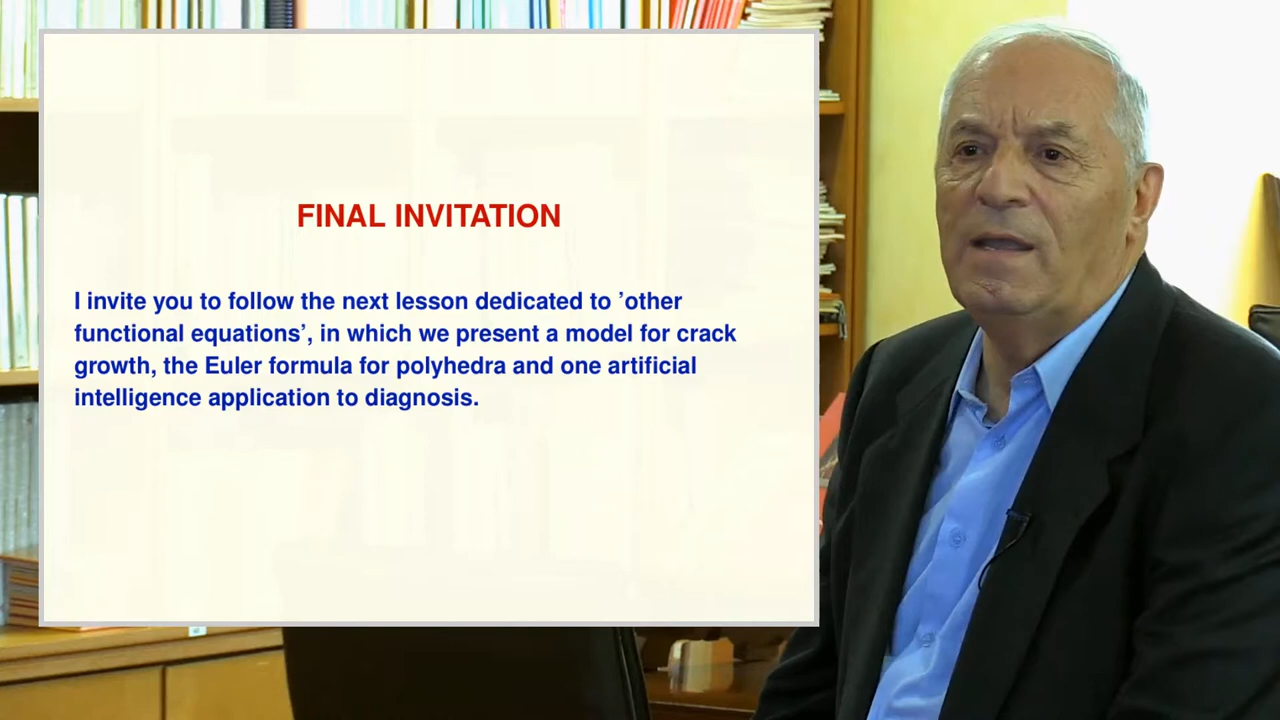 FINAL INVITATION
I invite you to follow the next lesson dedicated to ’other
functional equations’, in which we present a model for crack
growth, the Euler formula for polyhedra and one artificial
intelligence application to diagnosis.